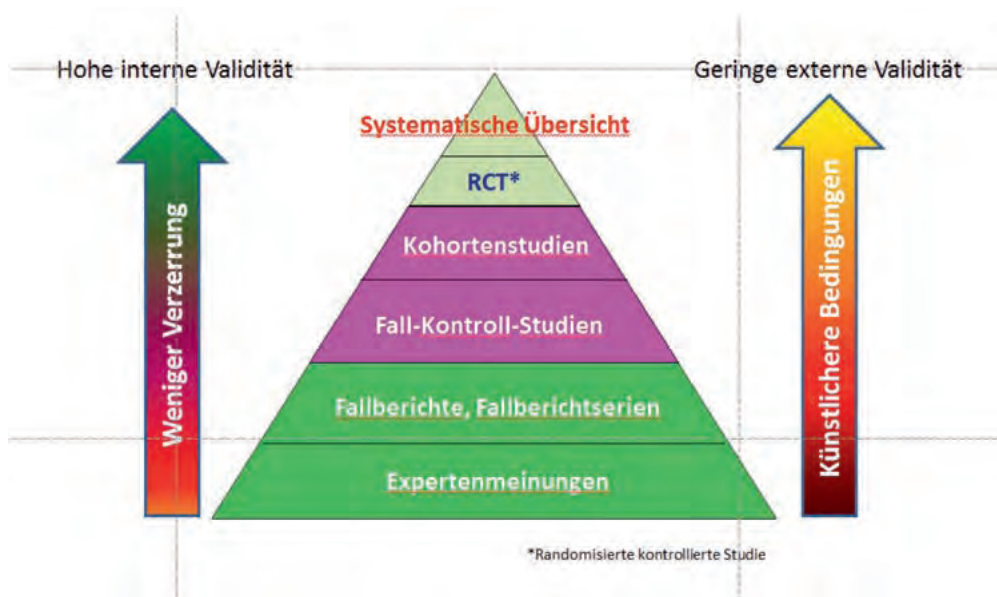 Hohe interne Validität
Geringe externe Validität
Systematische Übersicht
RCT*
Kohortenstudien
Fall-Kontroll-Studien
Fallberichte, Fallberichtserien
Expertenmeinungen
Weniger Verzerrung
Künstlichere Bedingungen
*Randomisierte kontrollierte Studie